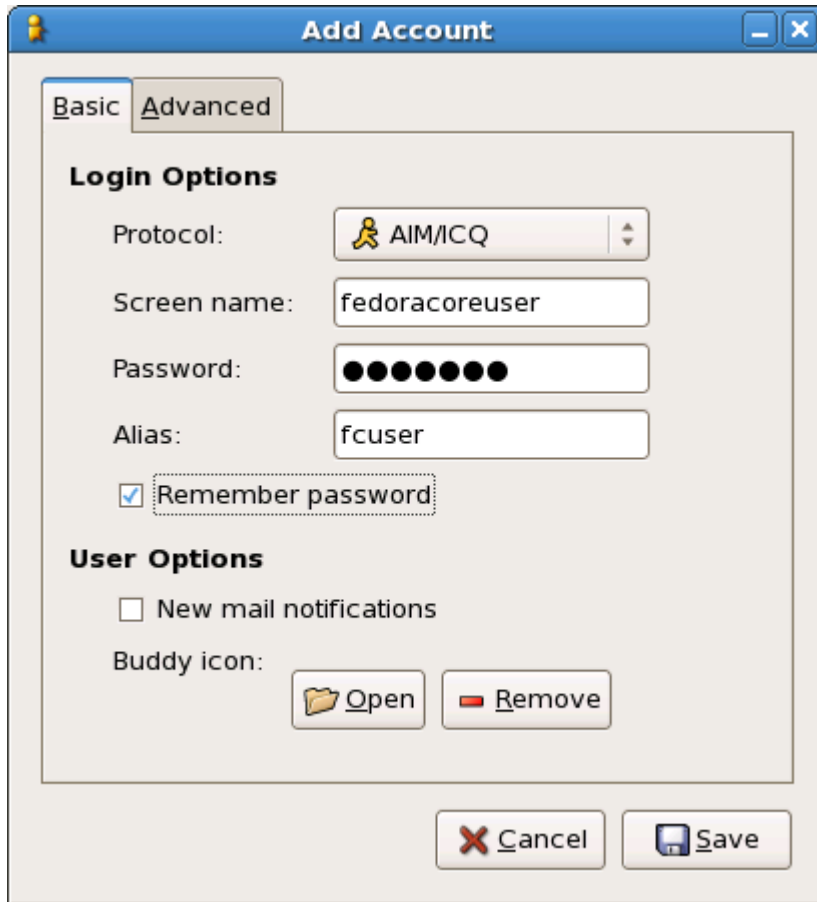 Add Account
Basic Advanced
Login Options
Protocol: AIM/ICQ
Screen name: fedoracoreuser
Password: ●●●●●●●
Alias: fcuser
Remember password
User Options
New mail notifications
Buddy icon:
Open Remove
Cancel Save